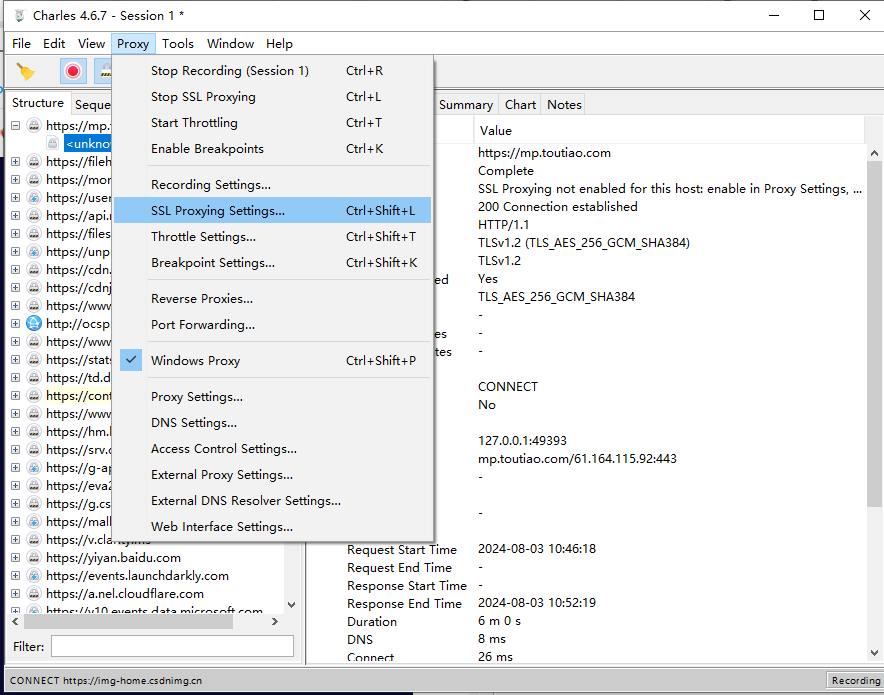 Charles 4.6.7 - Session 1 *
File Edit View Proxy Tools Window Help
Stop Recording (Session 1) Ctrl+R
Stop SSL Proxying Ctrl+L
Start Throttling Ctrl+T
Enable Breakpoints Ctrl+K
Recording Settings...
SSL Proxying Settings... Ctrl+Shift+L
Throttle Settings... Ctrl+Shift+T
Breakpoint Settings... Ctrl+Shift+K
Reverse Proxies...
Port Forwarding...
Windows Proxy Ctrl+Shift+P
Proxy Settings...
DNS Settings...
Access Control Settings...
External Proxy Settings...
External DNS Resolver Settings...
Web Interface Settings...
Structure Seque
https://mp.
<unkno
https://fileh
https://mor
https://user
https://api.
https://files
https://unp
https://cdn.
https://cdnj
https://www
http://ocsp
https://www
https://stats
https://td.d
https://cont
https://www
https://hm.
https://srv.
https://g-ap
https://eva2
https://g.cs
https://mall
https://v.clarity.ms
https://yiyan.baidu.com
https://events.launchdarkly.com
https://a.nel.cloudflare.com
https://v10.events.data.microsoft.com
Filter:
Summary Chart Notes
Value
https://mp.toutiao.com
Complete
SSL Proxying not enabled for this host: enable in Proxy Settings, ...
200 Connection established
HTTP/1.1
TLSv1.2 (TLS_AES_256_GCM_SHA384)
TLSv1.2
ed Yes
TLS_AES_256_GCM_SHA384
-
es -
tes -
CONNECT
No
127.0.0.1:49393
mp.toutiao.com/61.164.115.92:443
-
-
Request Start Time 2024-08-03 10:46:18
Request End Time -
Response Start Time -
Response End Time 2024-08-03 10:52:19
Duration 6 m 0 s
DNS 8 ms
Connect 26 ms
CONNECT https://img-home.csdnimg.cn
Recording